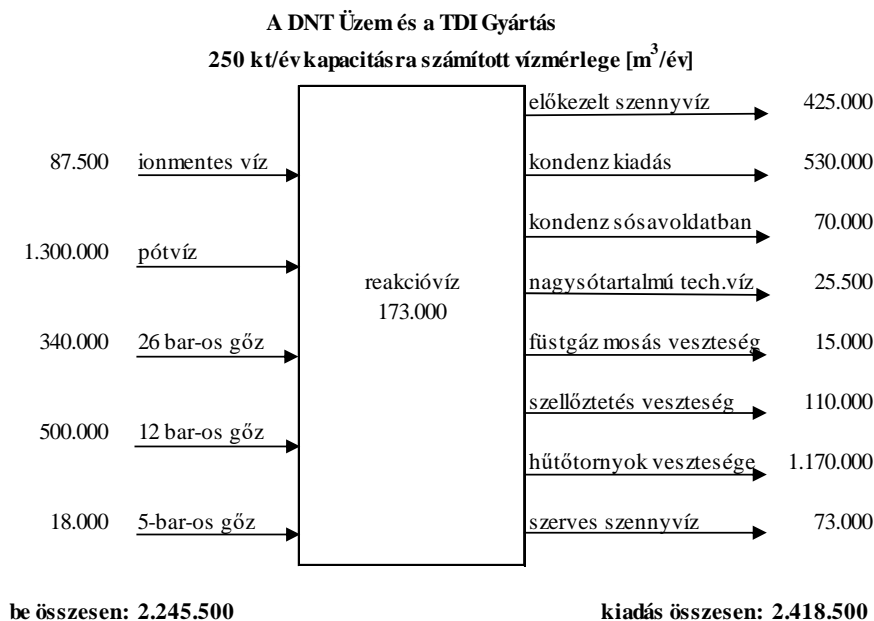 A DNT Üzem és a TDI Gyártás
250 kt/év kapacitásra számított vízmérlege [m³/év]
előkezelt szennyvíz 425.000
87.500 ionmentes víz
kondenz kiadás 530.000
kondenz sósavoldatban 70.000
1.300.000 pótvíz
reakcióvíz
173.000
nagysótartalmú tech.víz 25.500
340.000 26 bar-os gőz
füstgáz mosás veszteség 15.000
szellőztetés veszteség 110.000
500.000 12 bar-os gőz
hűtőtornyok vesztesége 1.170.000
18.000 5-bar-os gőz
szerves szennyvíz 73.000
be összesen: 2.245.500
kiadás összesen: 2.418.500